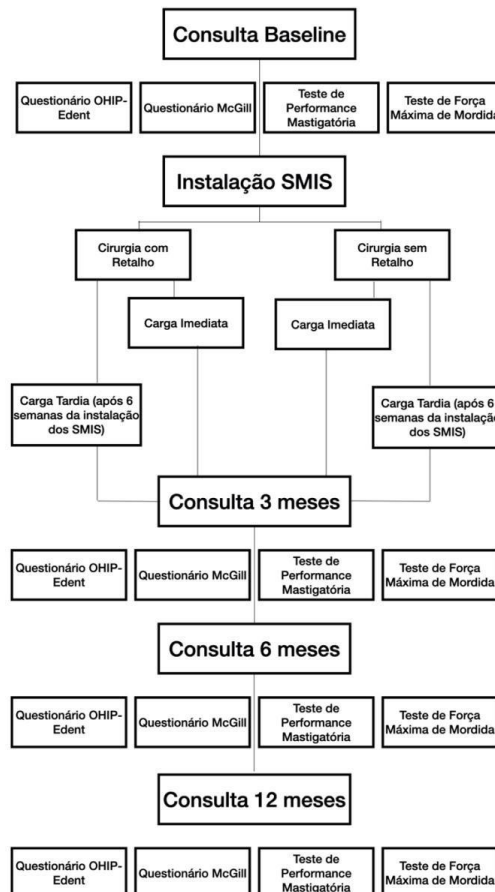 Consulta Baseline
Questionário OHIP-
Edent
Questionário McGill
Teste de
Performance
Mastigatória
Teste de Força
Máxima de Mordida
Instalação SMIS
Cirurgia com
Retalho
Cirurgia sem
Retalho
Carga Imediata
Carga Imediata
Carga Tardia (após 6
semanas da instalação
dos SMIS)
Carga Tardia (após 6
semanas da instalação
dos SMIS)
Consulta 3 meses
Questionário OHIP-
Edent
Questionário McGill
Teste de
Performance
Mastigatória
Teste de Força
Máxima de Mordida
Consulta 6 meses
Questionário OHIP-
Edent
Questionário McGill
Teste de
Performance
Mastigatória
Teste de Força
Máxima de Mordida
Consulta 12 meses
Questionário OHIP-
Edent
Questionário McGill
Teste de
Performance
Mastigatória
Teste de Força
Máxima de Mordida